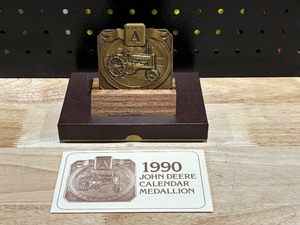 A
A
1990
JOHN DEERE
CALENDAR
MEDALLION